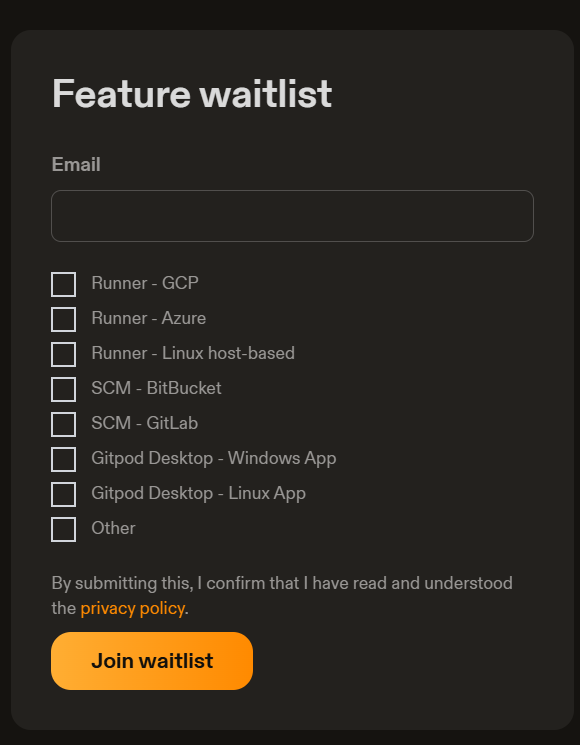 Feature waitlist
Email
Runner - GCP
Runner - Azure
Runner - Linux host-based
SCM - BitBucket
SCM - GitLab
Gitpod Desktop - Windows App
Gitpod Desktop - Linux App
Other
By submitting this, I confirm that I have read and understood
the privacy policy.
Join waitlist